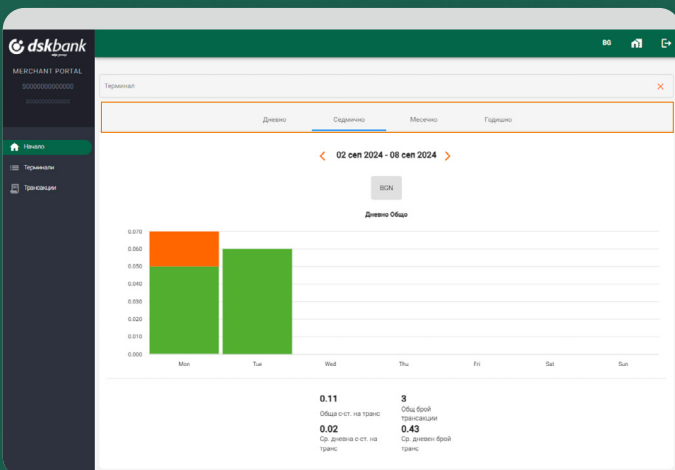 dskbank
MERCHANT PORTAL
BG
Терминал
Дневно Седмично Месечно Годишно
Начало
Терминали
Трансакции
02 сеп 2024 - 08 сеп 2024
BGN
Дневно Общо
0.070
0.060
0.050
0.040
0.030
0.020
0.010
0.000
Mon Tue Wed Thu Fri Sat Sun
0.11 3
Обща с-ст. на транс Общ брой
трансакции
0.02 0.43
Ср. дневна с-ст. на Ср. дневен брой
транс транс